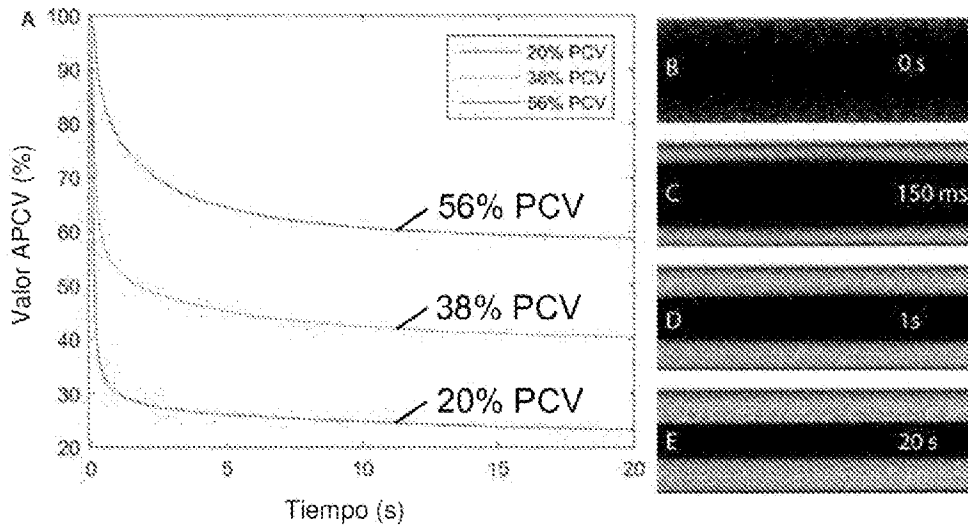 A
100
90
80
70
60
50
40
30
20
Valor APCV (%)
20% PCV
38% PCV
56% PCV
56% PCV
38% PCV
20% PCV
0
5
10
15
20
Tiempo (s)
B
0 s
C
150 ms
D
1s
E
20 s